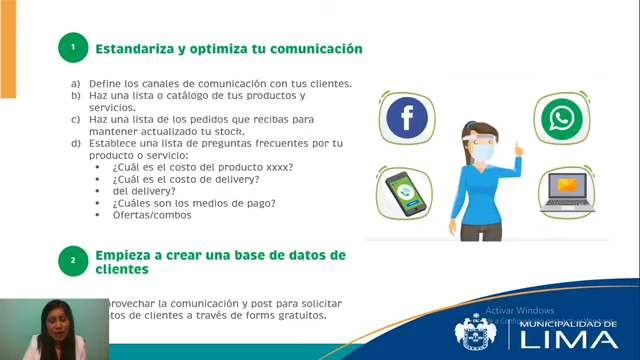 1
Estandariza y optimiza tu comunicación
a) Define los canales de comunicación con tus clientes.
b) Haz una lista o catálogo de tus productos y
servicios.
c) Haz una lista de los pedidos que recibas para
mantener actualizado tu stock.
d) Establece una lista de preguntas frecuentes por tu
producto o servicio:
▪ ¿Cuál es el costo del producto xxxx?
▪ ¿Cuál es el costo de delivery?
▪ del delivery?
▪ ¿Cuáles son los medios de pago?
▪ Ofertas/combos
2
Empieza a crear una base de datos de
clientes
provechar la comunicación y post para solicitar
tos de clientes a través de forms gratuitos.
Activar Windows
MUNICIPALIDAD DE
LIMA